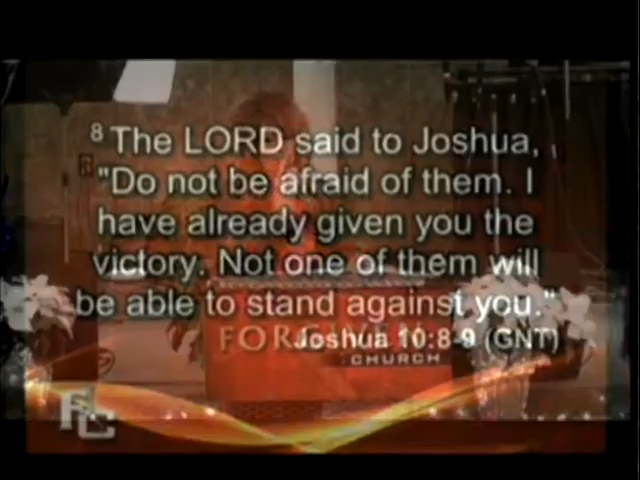 8 The LORD said to Joshua,
"Do not be afraid of them. I
have already given you the
victory. Not one of them will
be able to stand against you."
Joshua 10:8-9 (GNT)
CHURCH
FC